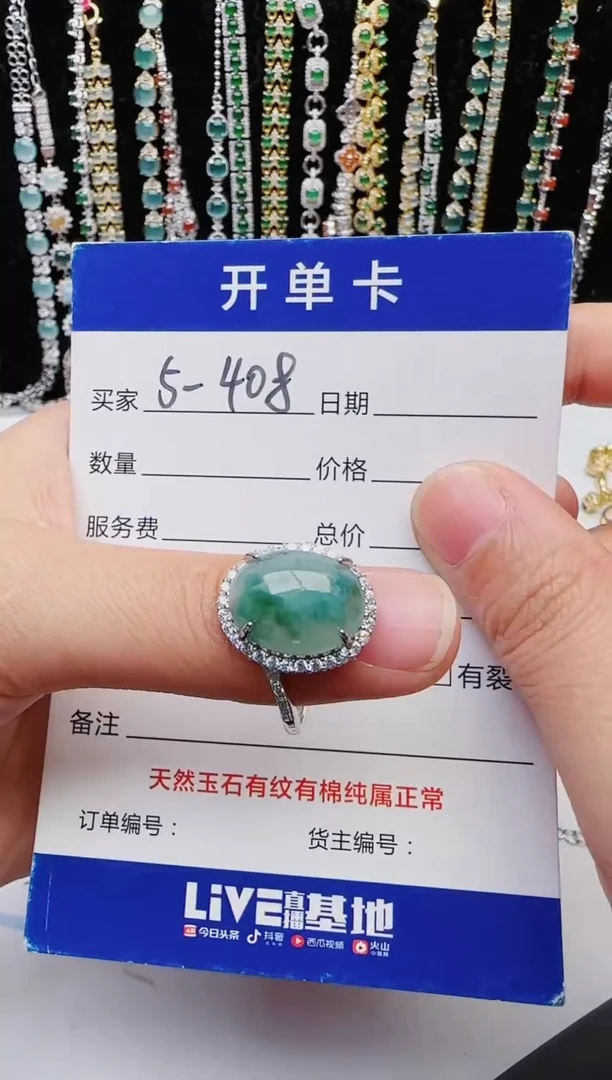 开单卡
买家 5-408 日期
数量 价格
服务费 总价
有裂
备注
天然玉石有纹有棉纯属正常
订单编号： 货主编号：
LiVE直播基地
今日头条 抖音 西瓜视频 火山小视频